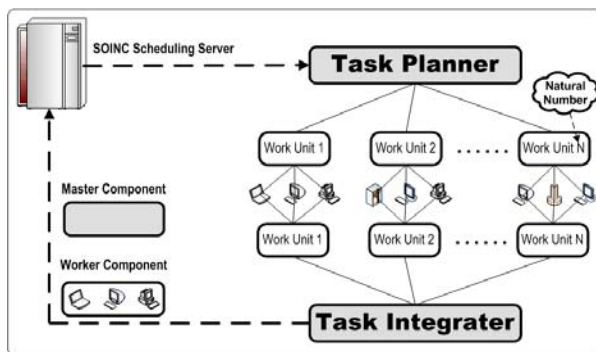 SOINC Scheduling Server
Task Planner
Natural
Number
Work Unit 1
Work Unit 2
......
Work Unit N
Master Component
Work Unit 1
Work Unit 2
......
Work Unit N
Worker Component
Task Integrater